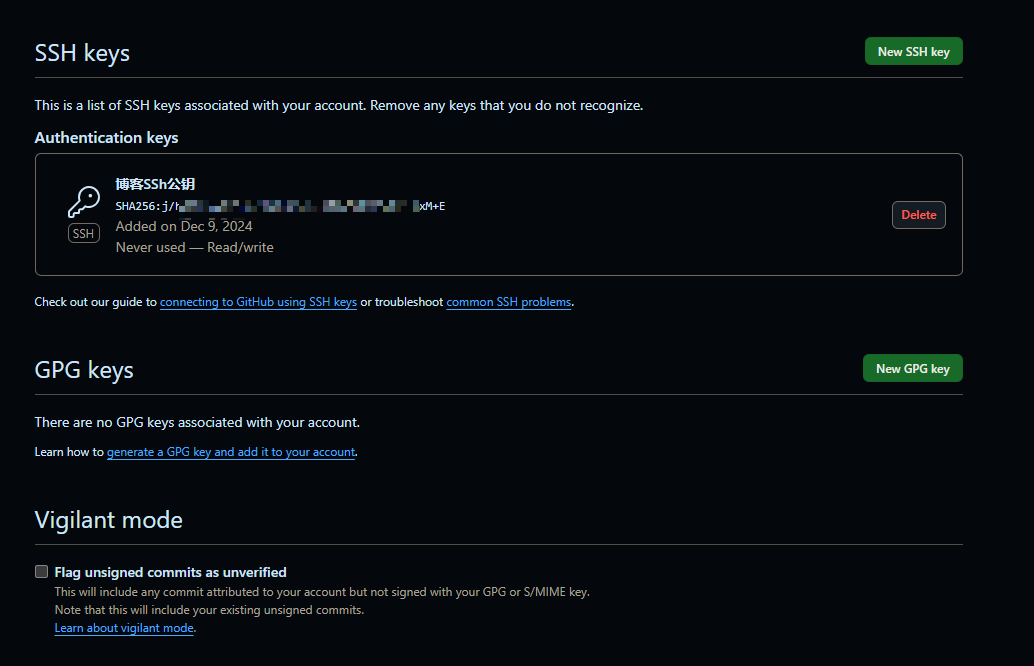 SSH keys
New SSH key
This is a list of SSH keys associated with your account. Remove any keys that you do not recognize.
Authentication keys
博客SSh公钥
SHA256:j/h xM+E
SSH
Added on Dec 9, 2024
Never used — Read/write
Delete
Check out our guide to connecting to GitHub using SSH keys or troubleshoot common SSH problems.
GPG keys
New GPG key
There are no GPG keys associated with your account.
Learn how to generate a GPG key and add it to your account.
Vigilant mode
Flag unsigned commits as unverified
This will include any commit attributed to your account but not signed with your GPG or S/MIME key.
Note that this will include your existing unsigned commits.
Learn about vigilant mode.